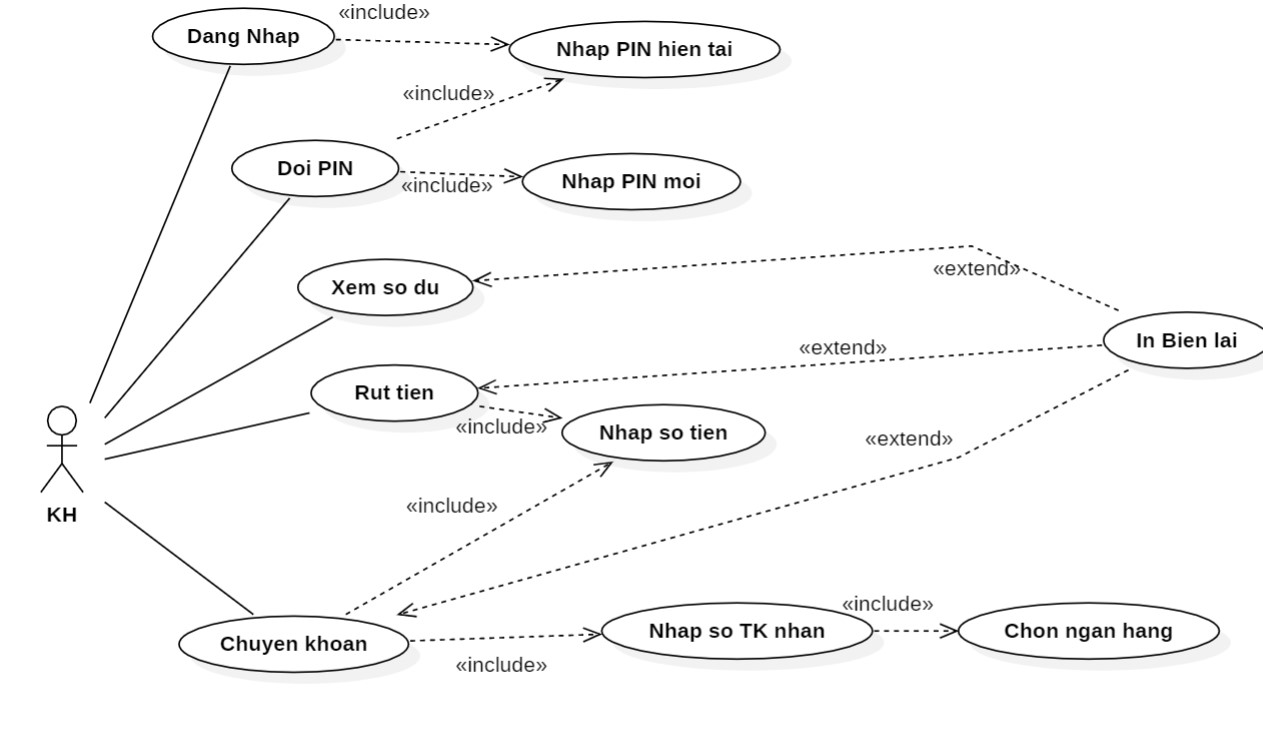 «include»
Dang Nhap
Nhap PIN hien tai
«include»
Doi PIN
Nhap PIN moi
«include»
«extend»
Xem so du
In Bien lai
«extend»
Rut tien
«include»
Nhap so tien
«extend»
«include»
KH
«include»
Nhap so TK nhan
Chon ngan hang
Chuyen khoan
«include»